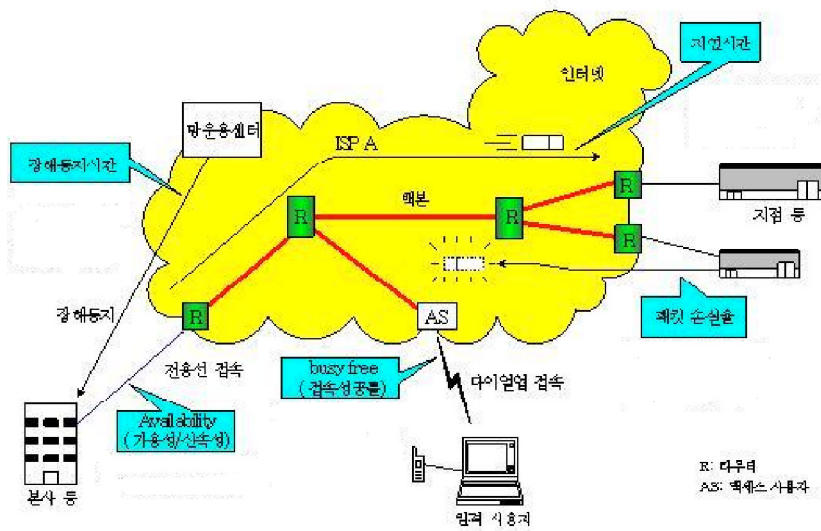 지연시간
인터넷
망운용센터
장해통지시간
ISP A
R
백본
R
R
지점 등
R
장해통지
R
AS
패킷 손실율
전용선 접속
busy free
(접속성공률)
다이얼업 접속
Availability
(가용성/신속성)
R: 라우터
AS: 액세스 사용자
본사 등
원격 사용자